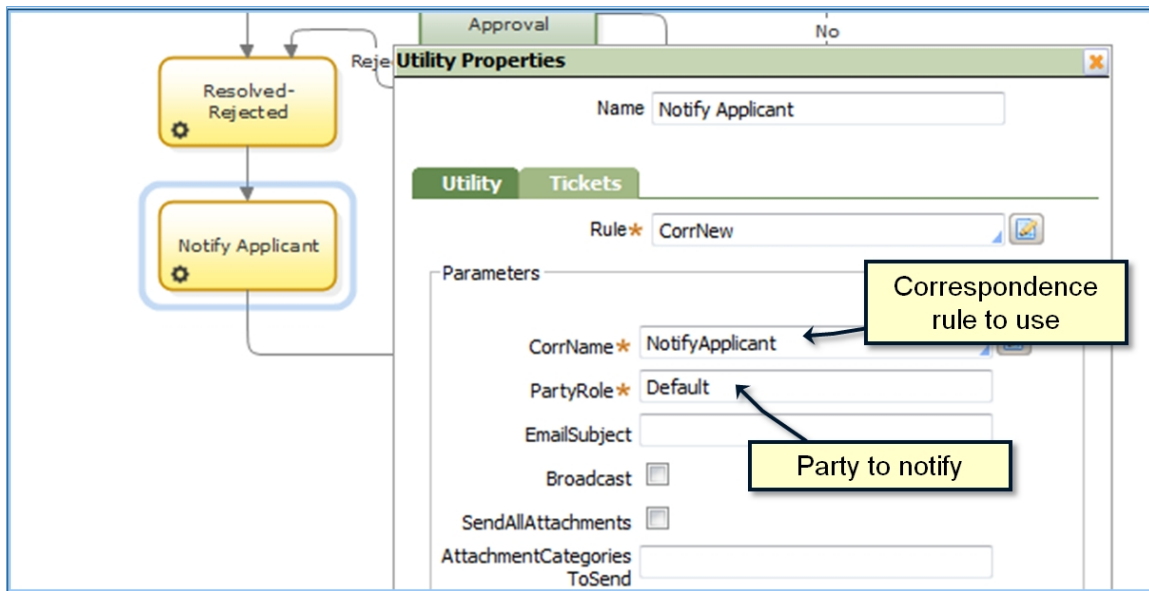 Approval
No
Reje
Utility Properties
Resolved-
Rejected
Name Notify Applicant
Utility Tickets
Rule* CorrNew
Notify Applicant
Parameters
Correspondence
rule to use
CorrName* NotifyApplicant
PartyRole* Default
EmailSubject
Party to notify
Broadcast
SendAllAttachments
AttachmentCategories
ToSend